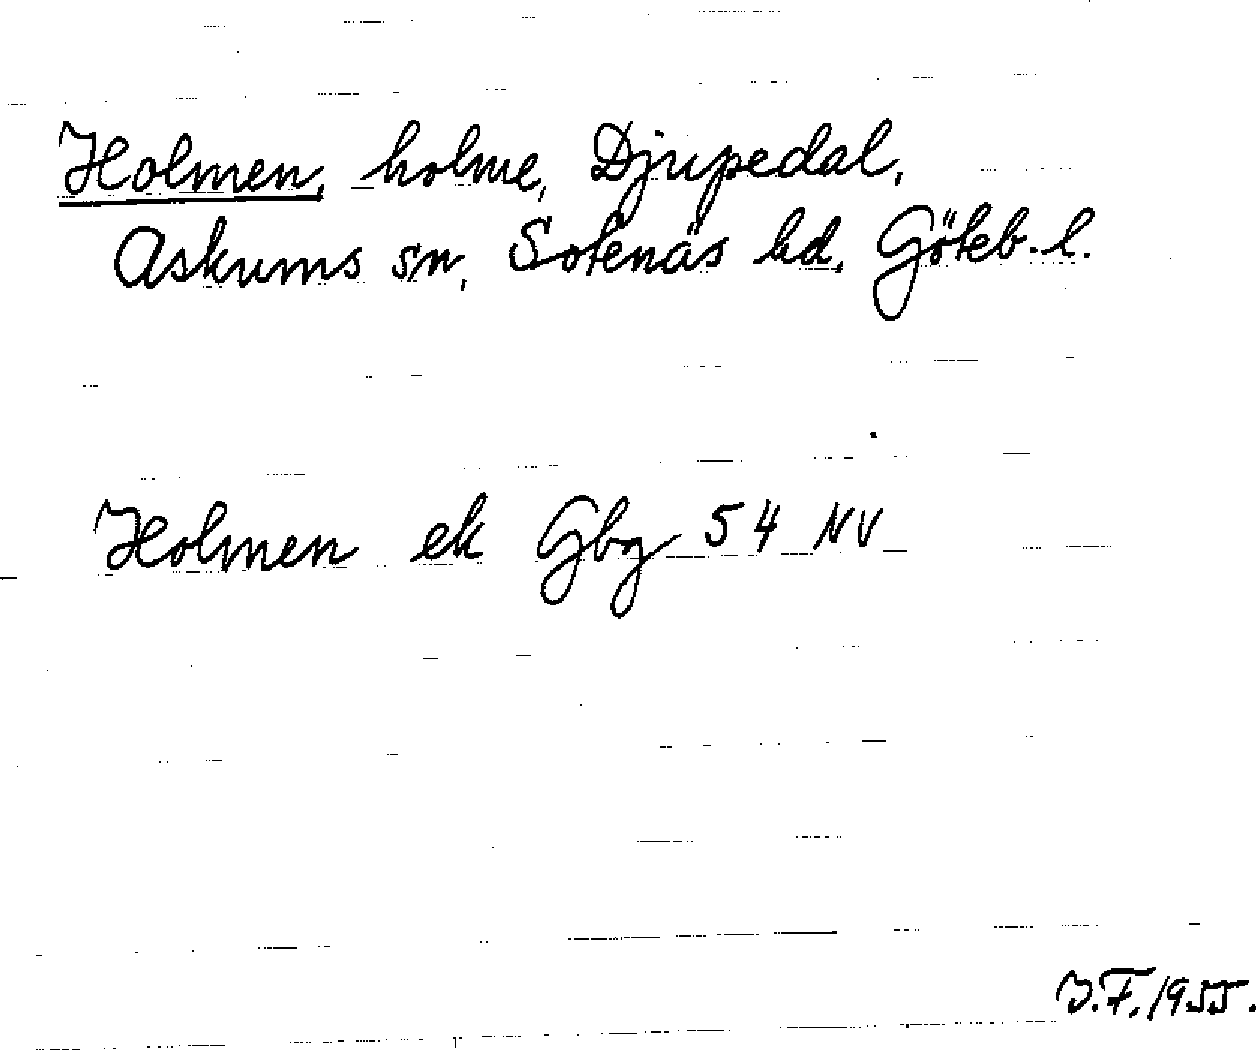 Holmen, holme, Djupedal,
Askums sn, Sotenäs hd, Göteb. l.
Holmen ek Gbg 54 NV
J.F. 1955.